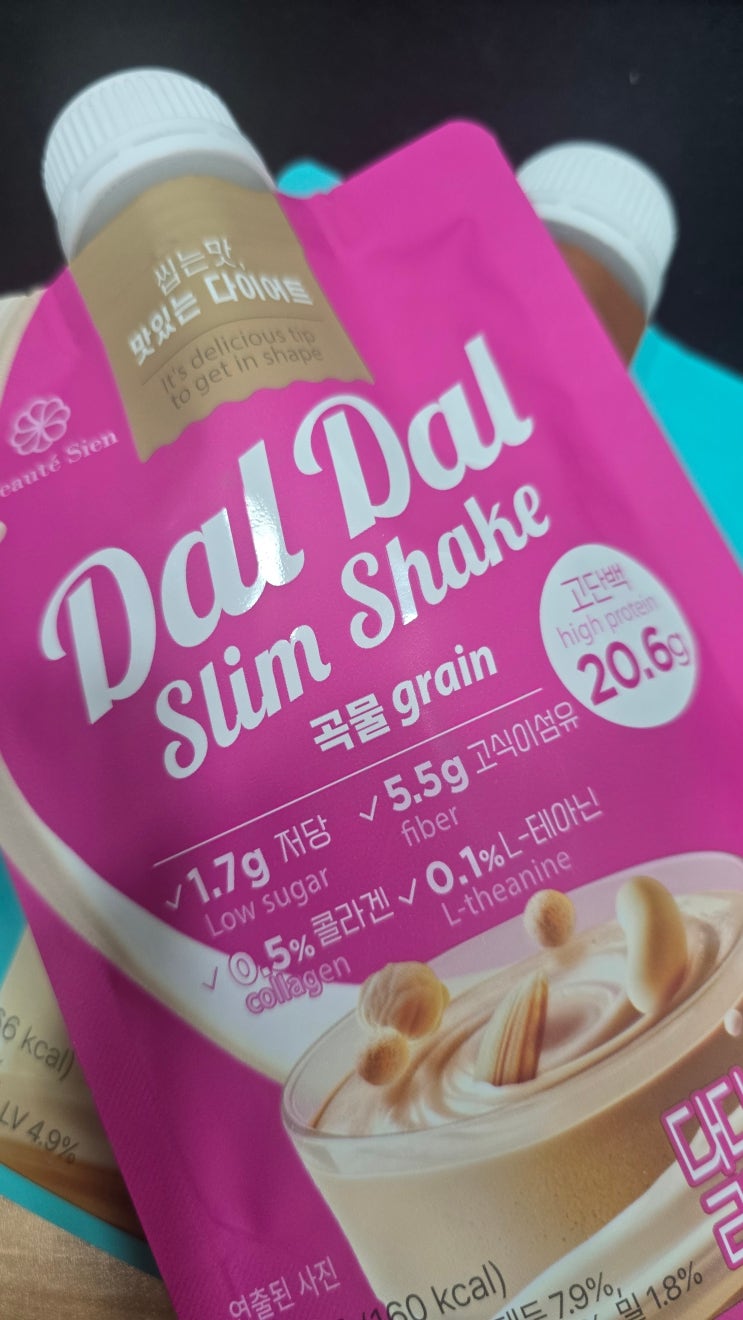 씹는맛,
맛있는 다이어트
It's delicious tip
to get in shape
eauté Sien
Dal Dal
Slim Shake
곡물 grain
고단백
high protein
20.6g
✓1.7g 저당
Low sugar
✓5.5g 고식이섬유
fiber
✓0.5% 콜라겐
collagen
✓0.1% L-테아닌
L-theanine
66 kcal)
LV 4.9%
연출된 사진
(160 kcal)
7.9%, 밀 1.8%